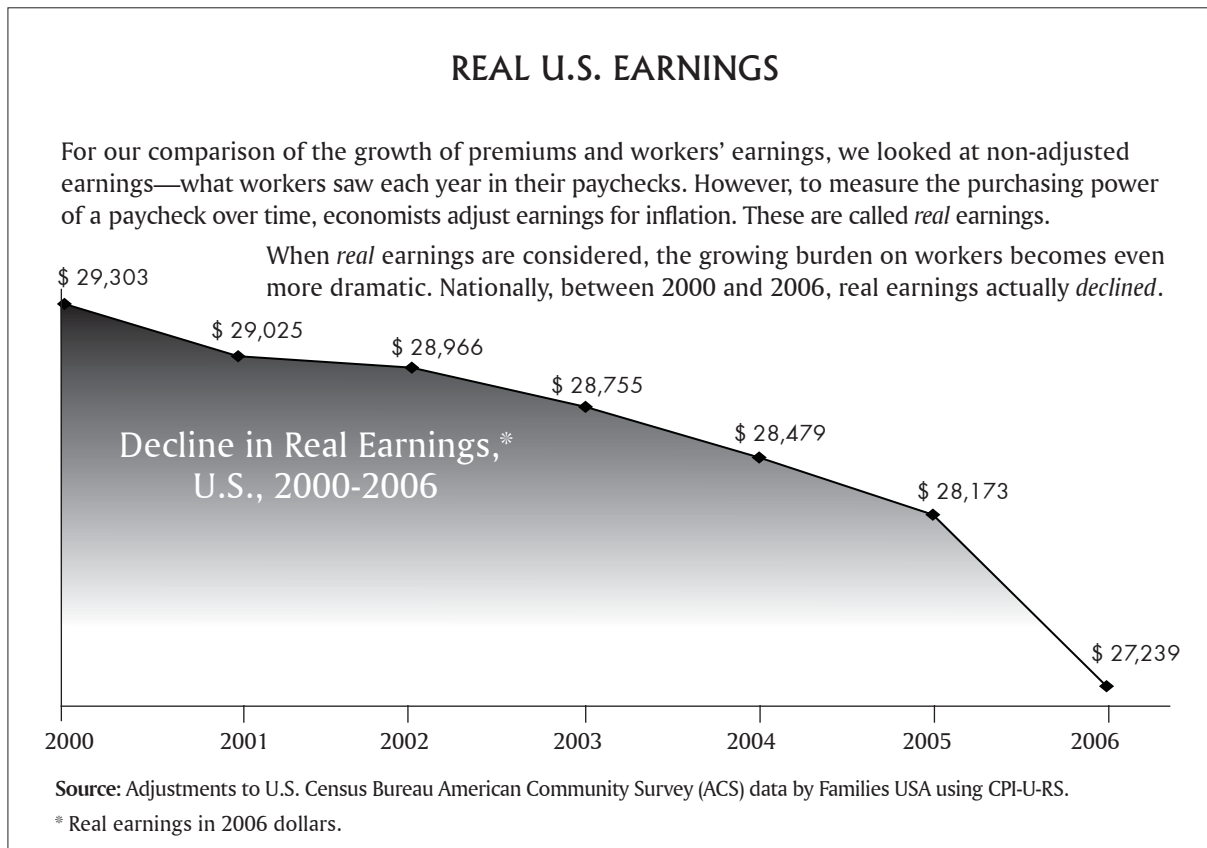 REAL U.S. EARNINGS
For our comparison of the growth of premiums and workers’ earnings, we looked at non-adjusted
earnings—what workers saw each year in their paychecks. However, to measure the purchasing power
of a paycheck over time, economists adjust earnings for inflation. These are called real earnings.
When real earnings are considered, the growing burden on workers becomes even
more dramatic. Nationally, between 2000 and 2006, real earnings actually declined.
$ 29,303
$ 29,025
$ 28,966
$ 28,755
$ 28,479
$ 28,173
$ 27,239
Decline in Real Earnings,*
U.S., 2000-2006
2000 2001 2002 2003 2004 2005 2006
Source: Adjustments to U.S. Census Bureau American Community Survey (ACS) data by Families USA using CPI-U-RS.
* Real earnings in 2006 dollars.